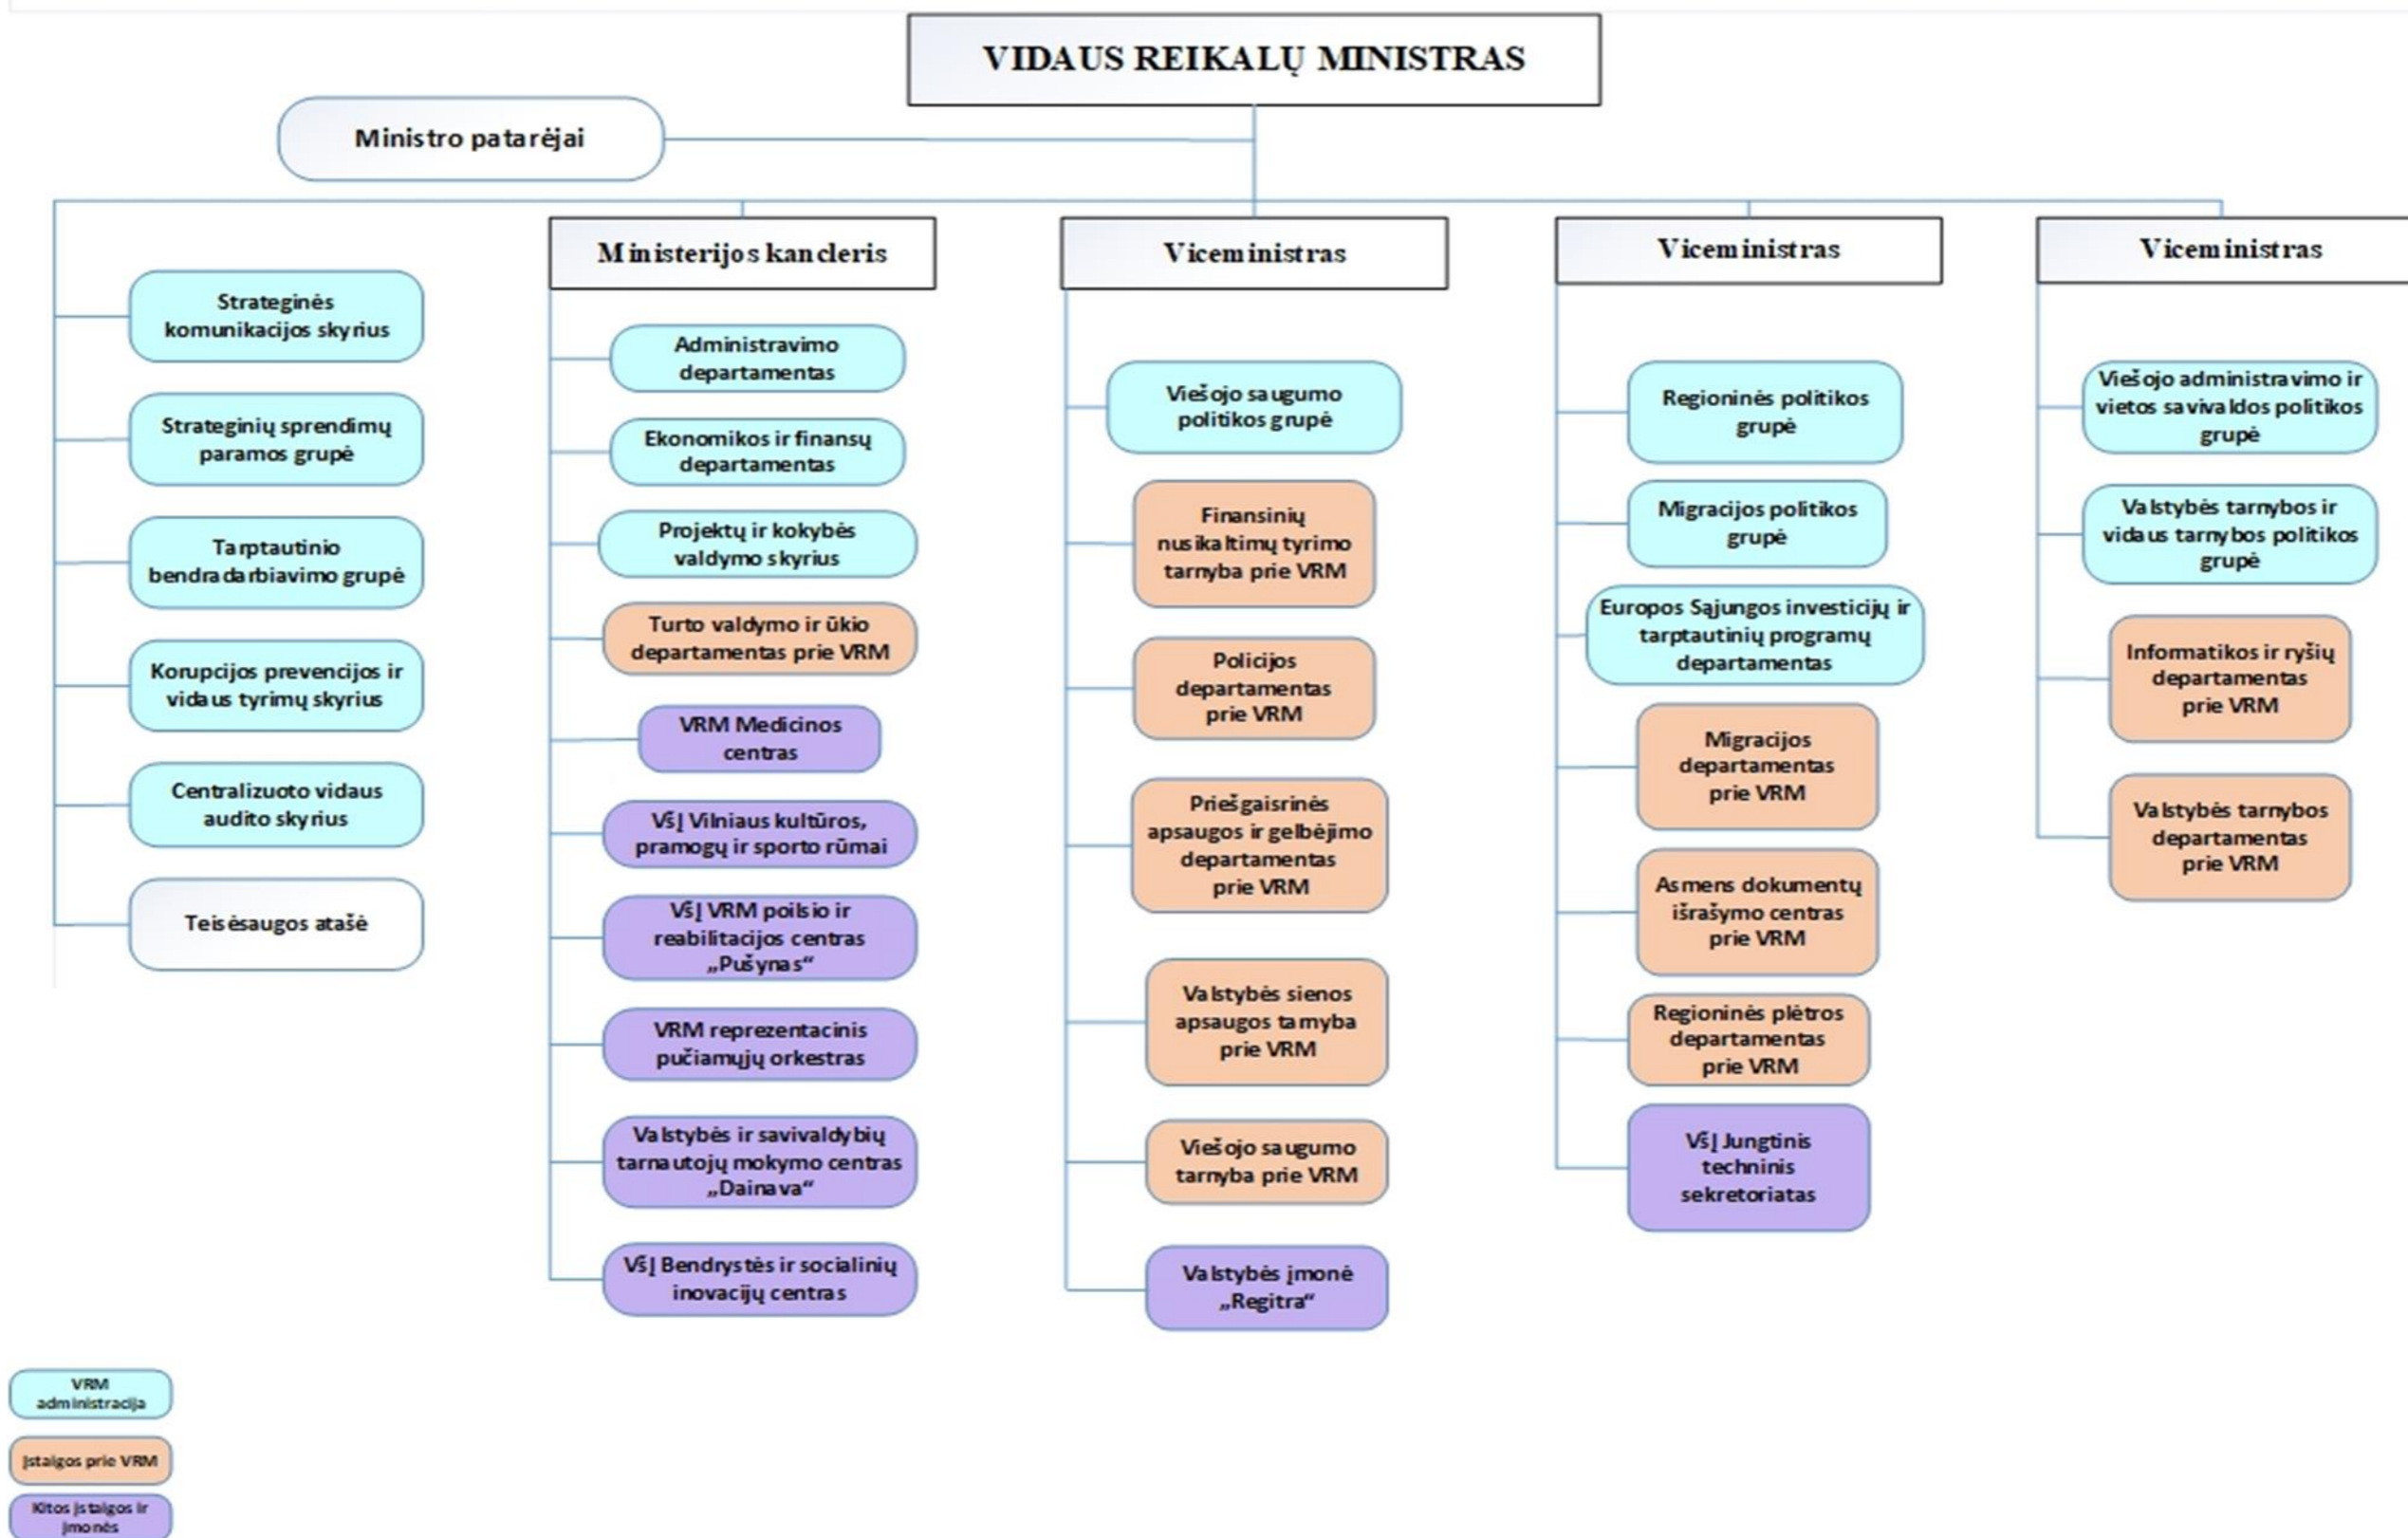 VIDAUS REIKALŲ MINISTRAS
Ministro patarėjai
Strateginės
komunikacijos skyrius
Strateginių sprendimų
paramos grupė
Tarptautinio
bendradarbiavimo grupė
Korupcijos prevencijos ir
vidaus tyrimų skyrius
Centralizuoto vidaus
audito skyrius
Teisėsaugos atašė
Ministerijos kancleris
Administravimo
departamentas
Ekonomikos ir finansų
departamentas
Projektų ir kokybės
valdymo skyrius
Turto valdymo ir ūkio
departamentas prie VRM
VRM Medicinos
centras
VšĮ Vilniaus kultūros,
pramogų ir sporto rūmai
VšĮ VRM poilsio ir
reabilitacijos centras
„Pušynas“
VRM reprezentacinis
pučiamųjų orkestras
Valstybės ir savivaldybių
tarnautojų mokymo centras
„Dainava“
VšĮ Bendrystės ir socialinių
inovacijų centras
Viceministras
Viešojo saugumo
politikos grupė
Finansinių
nusikaltimų tyrimo
tarnyba prie VRM
Policijos
departamentas
prie VRM
Priešgaisrinės
apsaugos ir gelbėjimo
departamentas
prie VRM
Valstybės sienos
apsaugos tarnyba
prie VRM
Viešojo saugumo
tarnyba prie VRM
Valstybės įmonė
„Regitra“
Viceministras
Regioninės politikos
grupė
Migracijos politikos
grupė
Europos Sąjungos investicijų ir
tarptautinių programų
departamentas
Migracijos
departamentas
prie VRM
Asmens dokumentų
išrašymo centras
prie VRM
Regioninės plėtros
departamentas
prie VRM
VšĮ Jungtinis
techninis
sekretoriatas
Viceministras
Viešojo administravimo ir
vietos savivaldos politikos
grupė
Valstybės tarnybos ir
vidaus tarnybos politikos
grupė
Informatikos ir ryšių
departamentas
prie VRM
Valstybės tarnybos
departamentas
prie VRM
VRM
administracija
Įstaigos prie VRM
Kitos įstaigos ir
įmonės